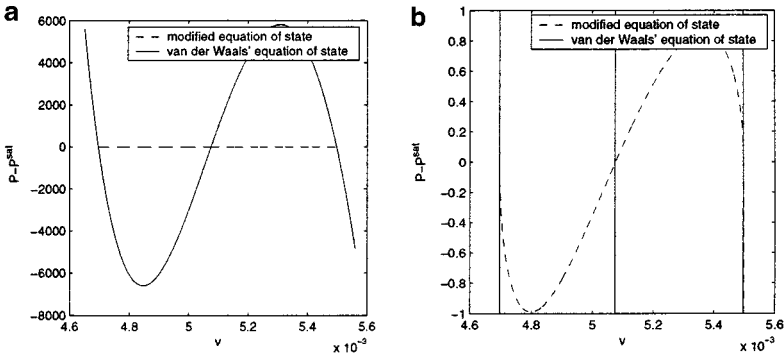 a
6000
4000
2000
0
−2000
−4000
−6000
−8000
P−P^sat
modified equation of state
van der Waals' equation of state
4.6
4.8
5
5.2
5.4
5.6
v
x 10^−3
b
1
0.8
0.6
0.4
0.2
0
−0.2
−0.4
−0.6
−0.8
−1
P−P^sat
modified equation of state
van der Waals' equation of state
4.6
4.8
5
5.2
5.4
5.6
v
x 10^−3